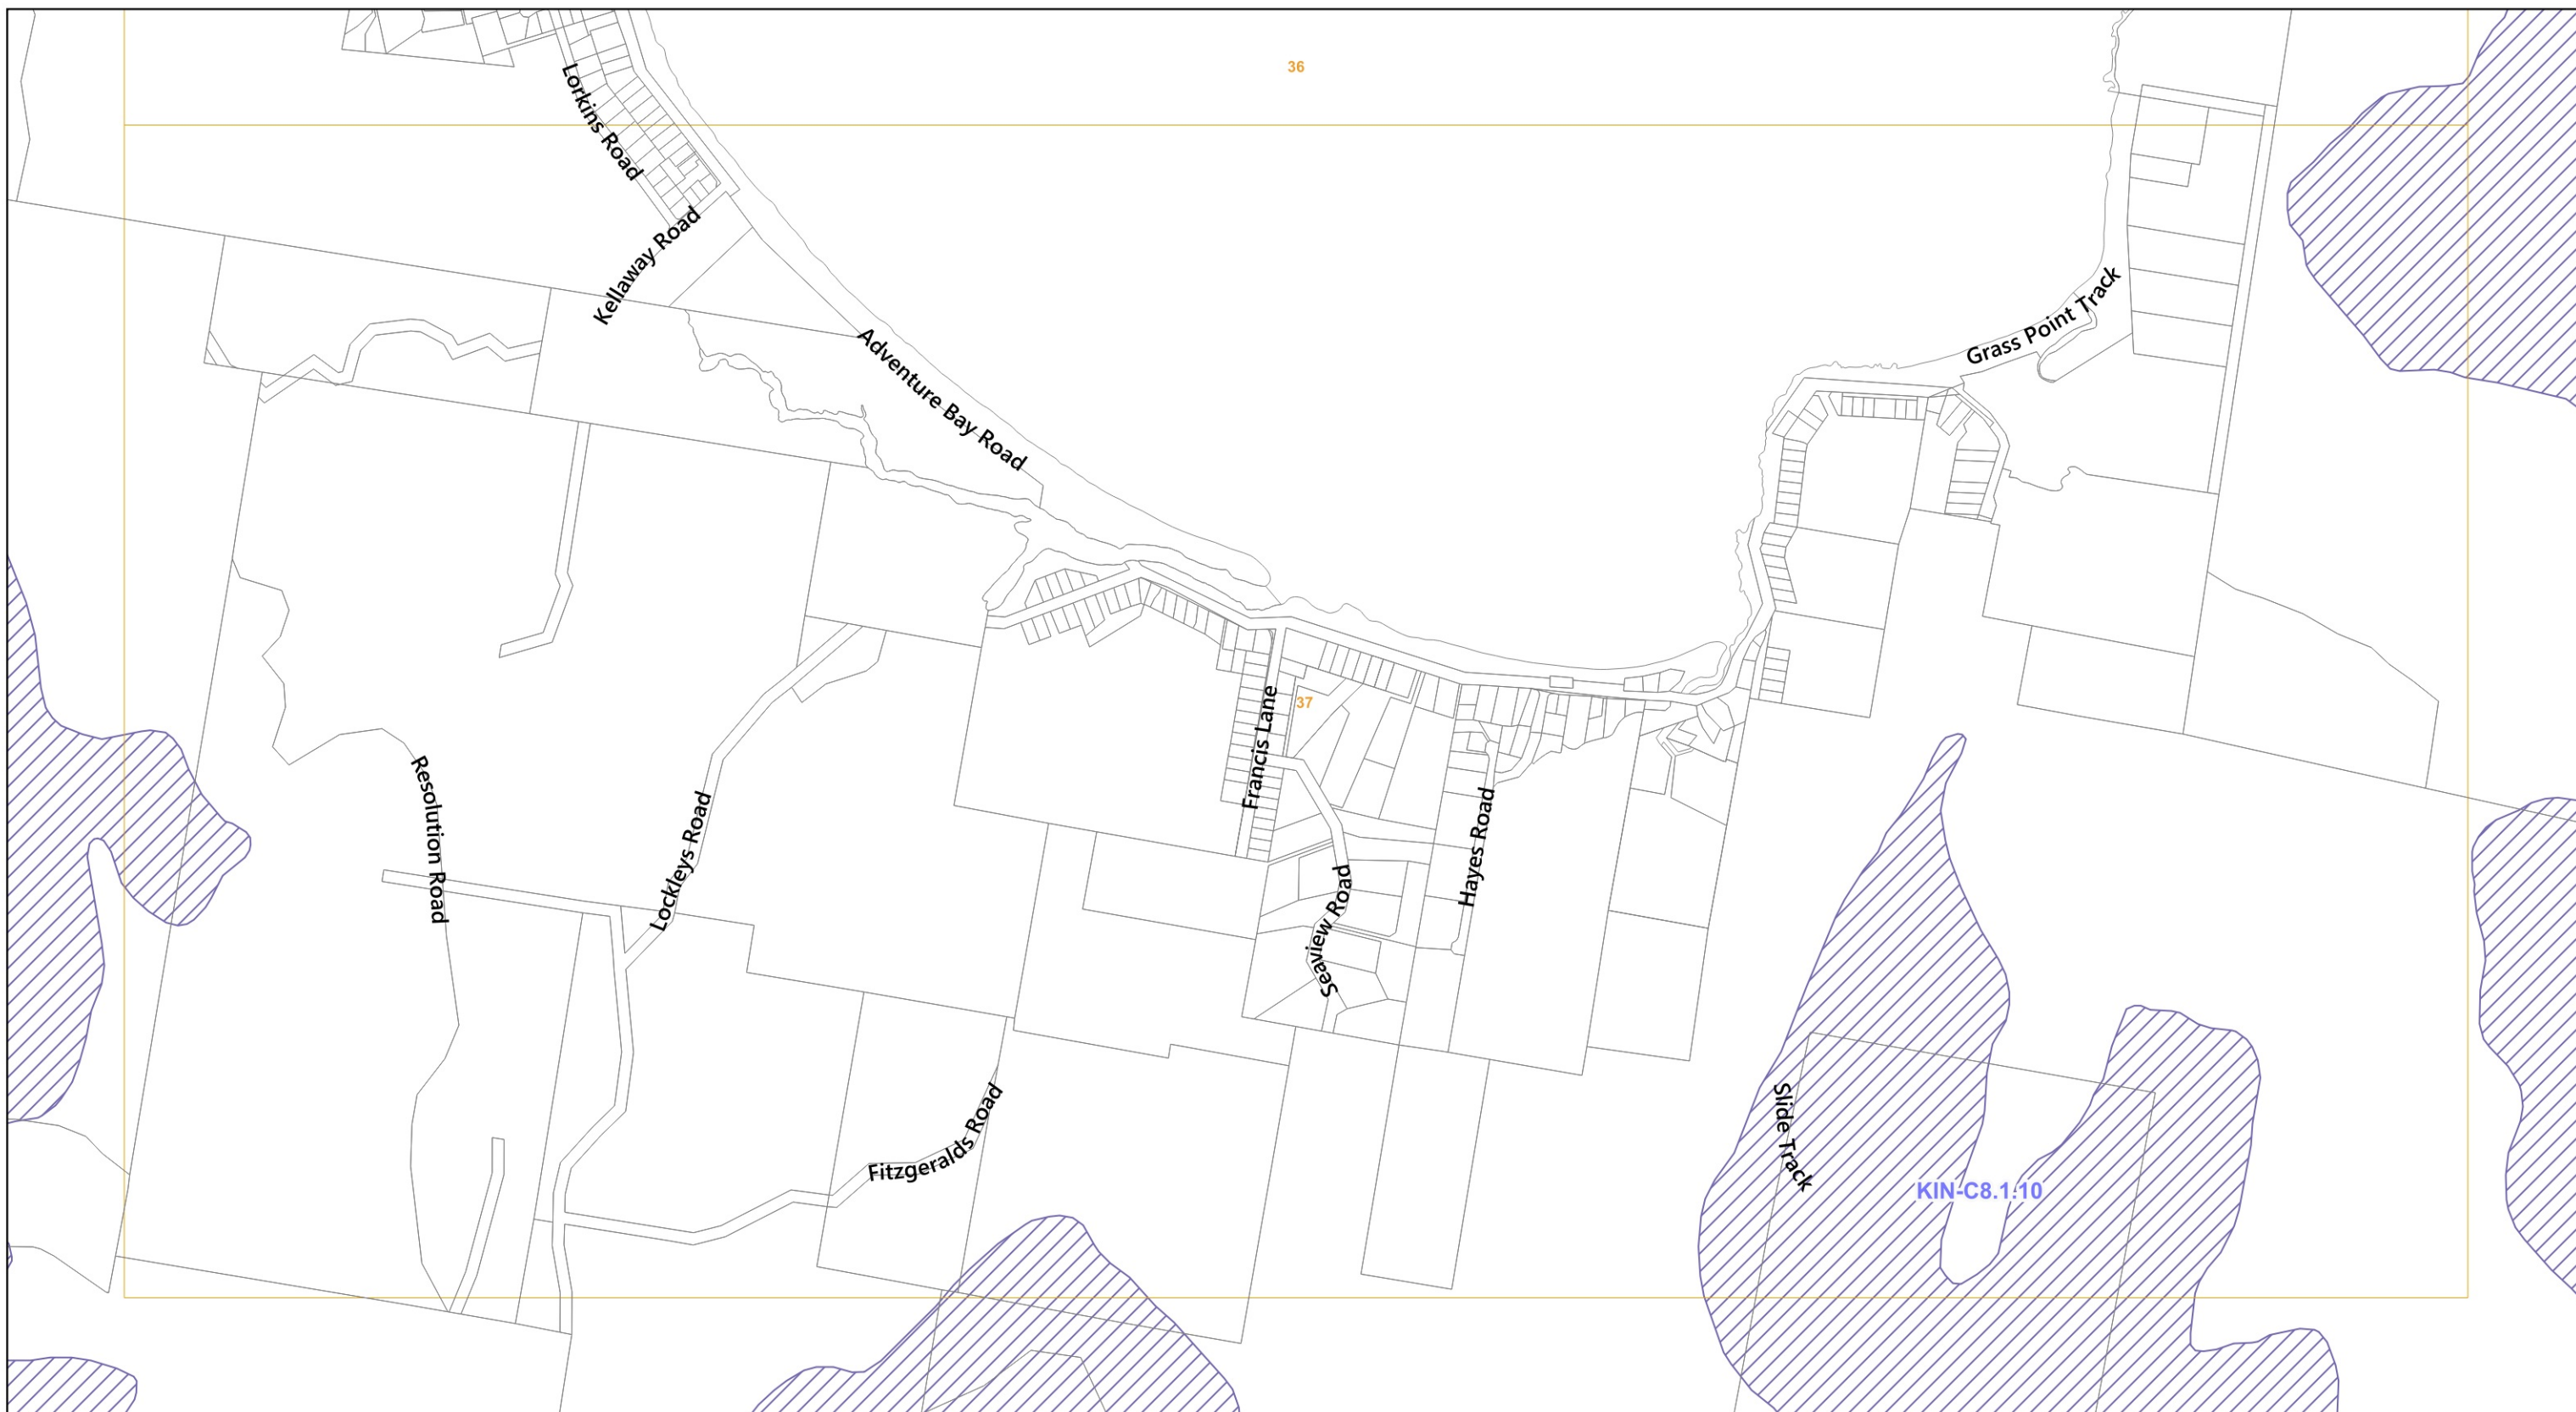 36
Lorkins Road
Kellaway Road
Grass Point Track
Adventure Bay Road
Francis Lane
37
Resolution Road
Lockleys Road
Hayes Road
Seaview Road
Fitzgeralds Road
Slide Track
KIN-C8.1.10